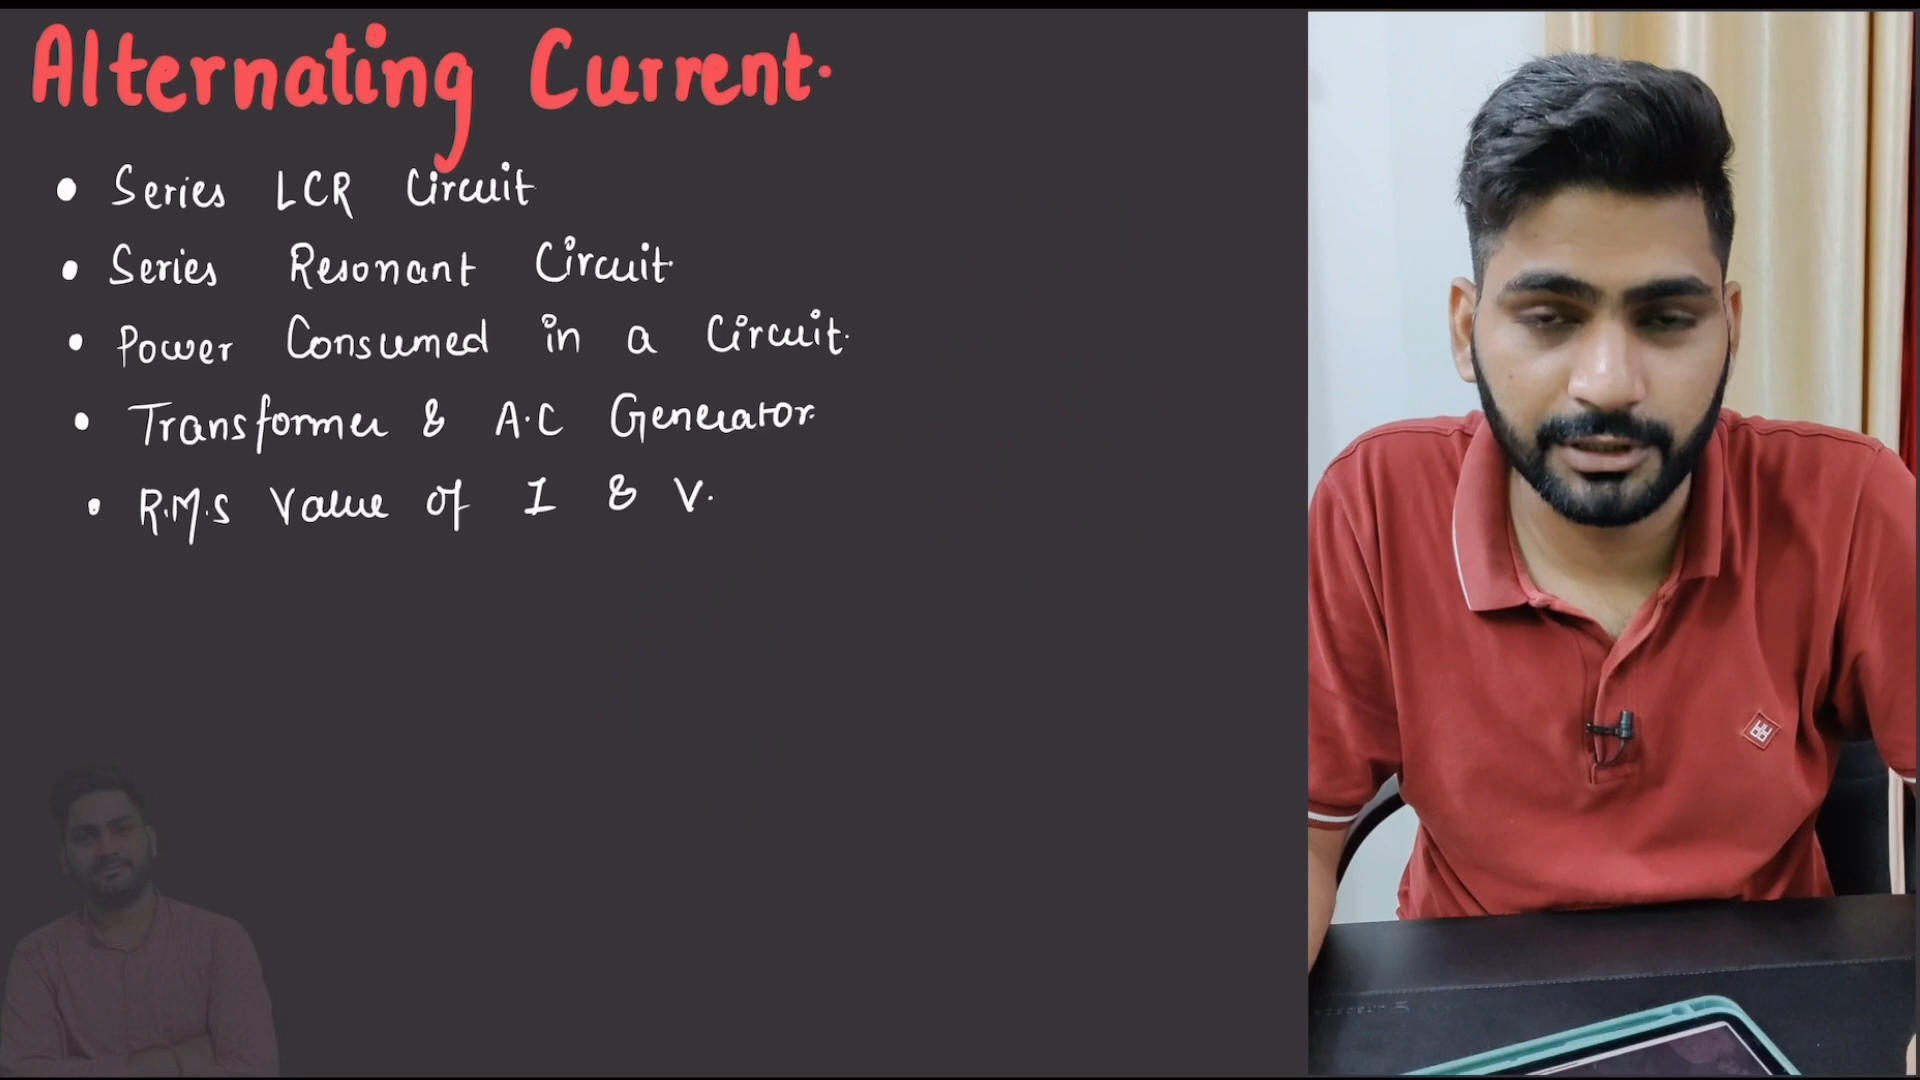 Alternating Current.
• Series LCR Circuit
• Series Resonant Circuit.
• Power Consumed in a Circuit.
• Transformer & A.C Generator.
• R.M.S Value of I & V.